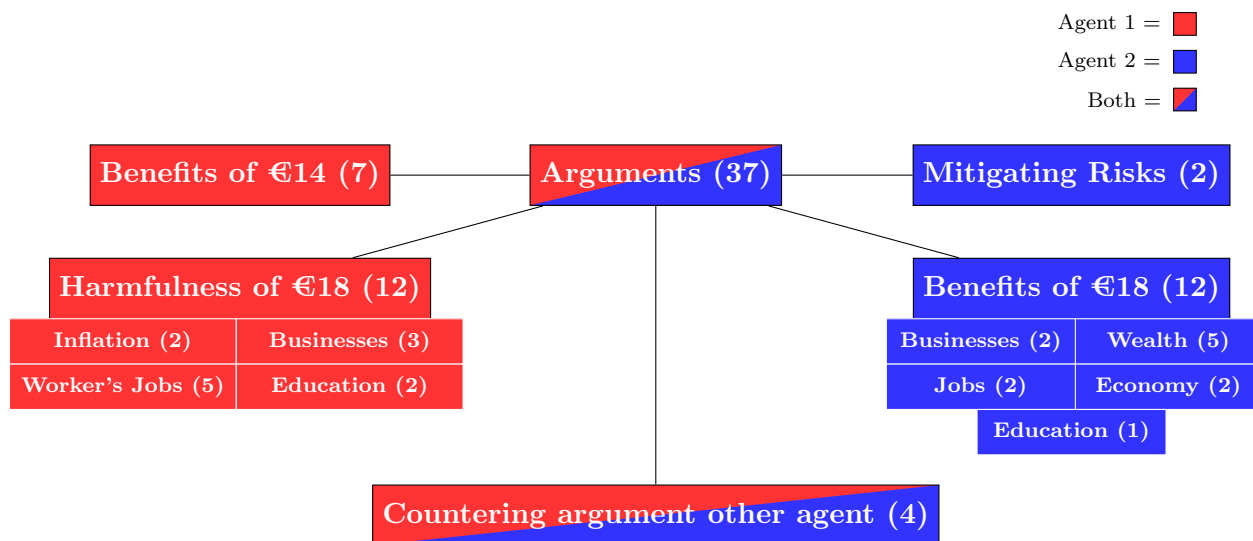 Agent 1 =
Agent 2 =
Both =
Benefits of €14 (7)
Arguments (37)
Mitigating Risks (2)
Harmfulness of €18 (12)
Inflation (2)
Businesses (3)
Worker's Jobs (5)
Education (2)
Benefits of €18 (12)
Businesses (2)
Wealth (5)
Jobs (2)
Economy (2)
Education (1)
Countering argument other agent (4)